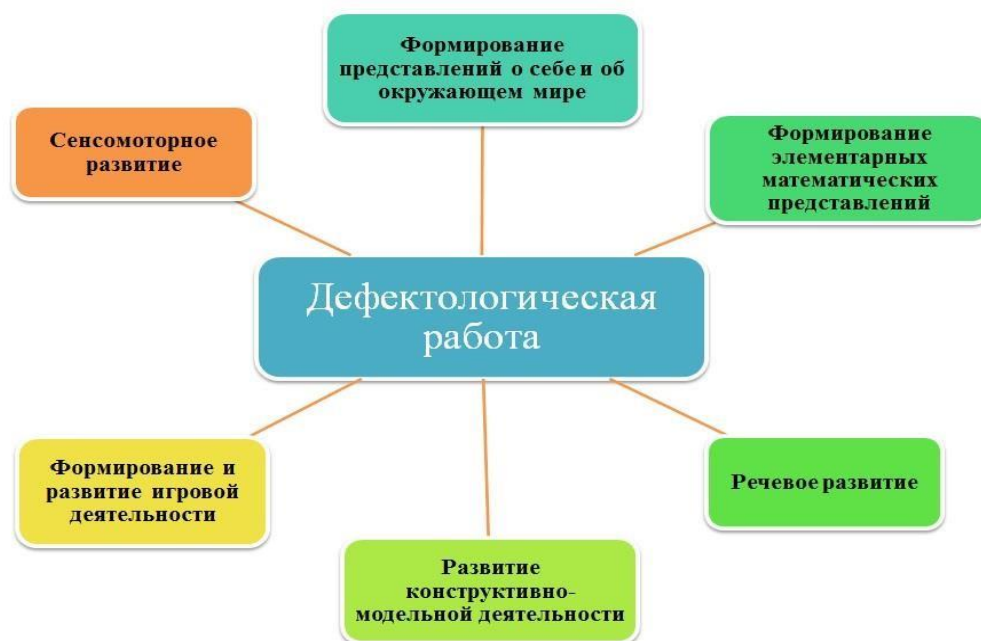 Формирование
представлений о себе и об
окружающем мире
Сенсомоторное
развитие
Формирование
элементарных
математических
представлений
Дефектологическая
работа
Формирование и
развитие игровой
деятельности
Речевое развитие
Развитие
конструктивно-
модельной деятельности